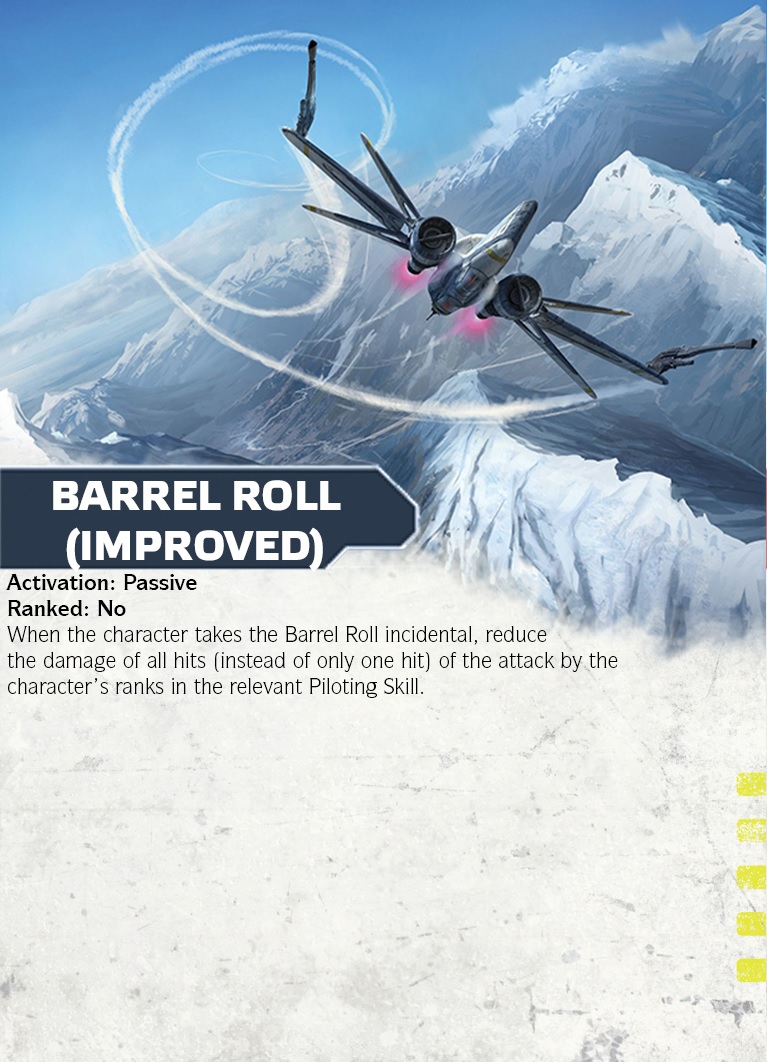 BARREL ROLL
(IMPROVED)
Activation: Passive
Ranked: No
When the character takes the Barrel Roll incidental, reduce
the damage of all hits (instead of only one hit) of the attack by the
character's ranks in the relevant Piloting Skill.